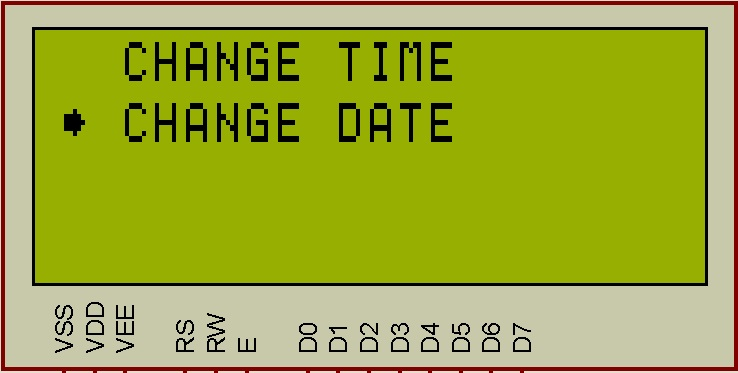 CHANGE TIME
CHANGE DATE
VSS VDD VEE RS RW E D0 D1 D2 D3 D4 D5 D6 D7